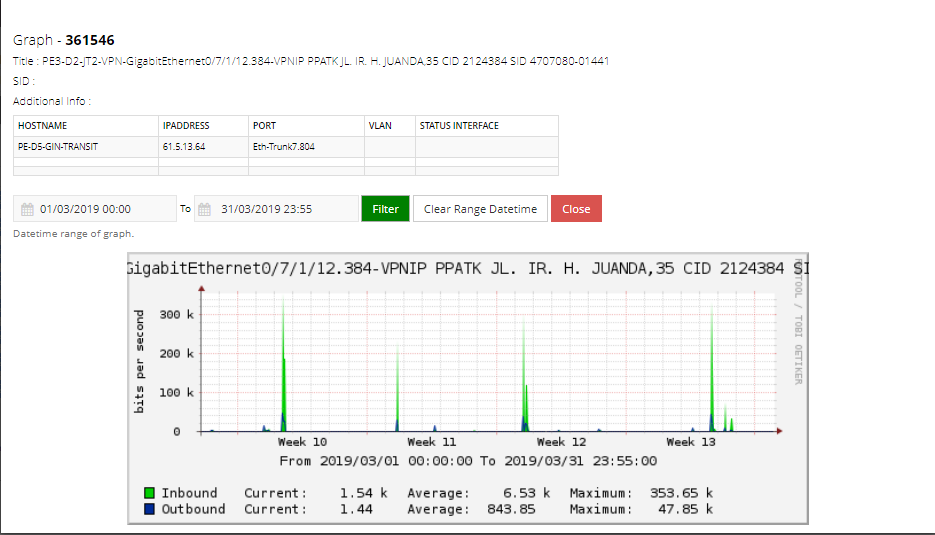 Graph - 361546
Title : PE3-D2-JT2-VPN-GigabitEthernet0/7/1/12.384-VPNIP PPATK JL. IR. H. JUANDA,35 CID 2124384 SID 4707080-01441
SID :
Additional Info :
HOSTNAME IPADDRESS PORT VLAN STATUS INTERFACE
PE-D5-GIN-TRANSIT 61.5.13.64 Eth-Trunk7.804
01/03/2019 00:00 To 31/03/2019 23:55 Filter Clear Range Datetime Close
Datetime range of graph.
GigabitEthernet0/7/1/12.384-VPNIP PPATK JL. IR. H. JUANDA,35 CID 2124384 SI
RRDTOOL / TOBI OETIKER
bits per second
300 k
200 k
100 k
0
Week 10 Week 11 Week 12 Week 13
From 2019/03/01 00:00:00 To 2019/03/31 23:55:00
Inbound Current: 1.54 k Average: 6.53 k Maximum: 353.65 k
Outbound Current: 1.44 Average: 843.85 Maximum: 47.85 k